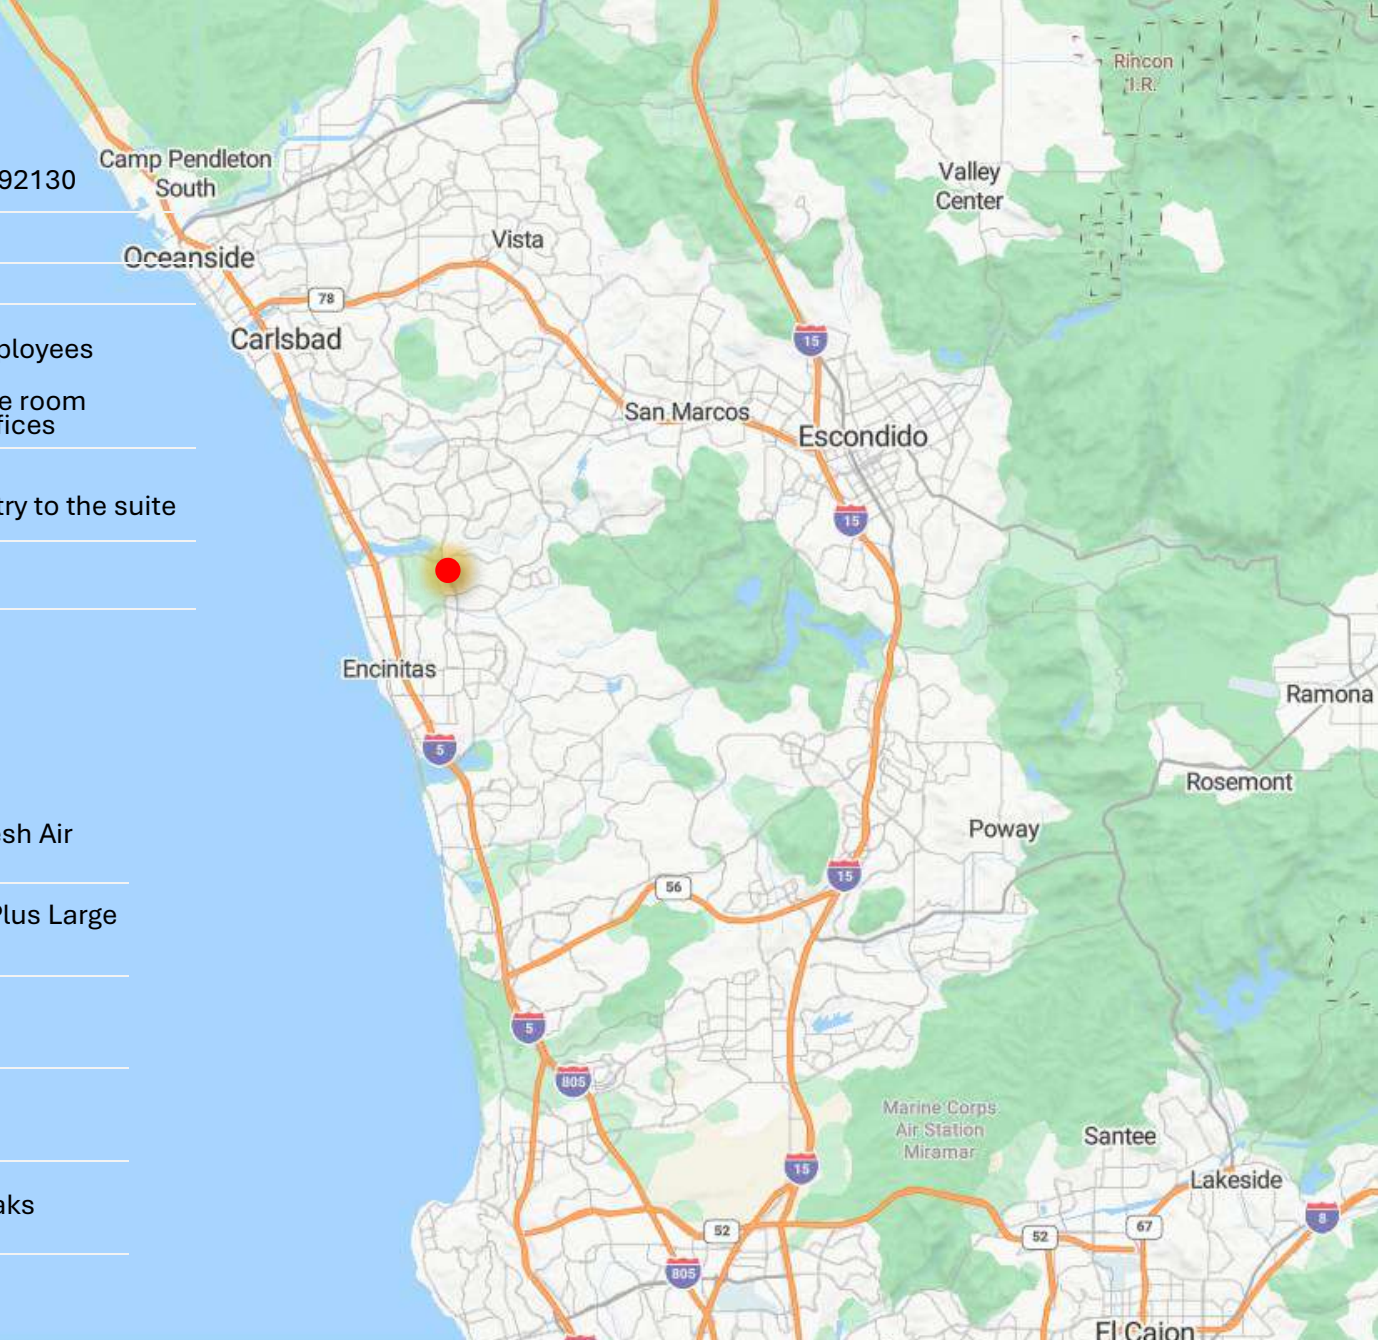 Rincon
I.R.
Camp Pendleton
South
92130
Valley
Center
Vista
Oceanside
78
Carlsbad
15
ployees
e room
fices
San Marcos
Escondido
try to the suite
15
Encinitas
Ramona
5
Rosemont
Poway
sh Air
15
56
Plus Large
5
805
Marine Corps
Air Station
Miramar
Santee
15
Lakeside
aks
8
67
52
52
805
El Cajon